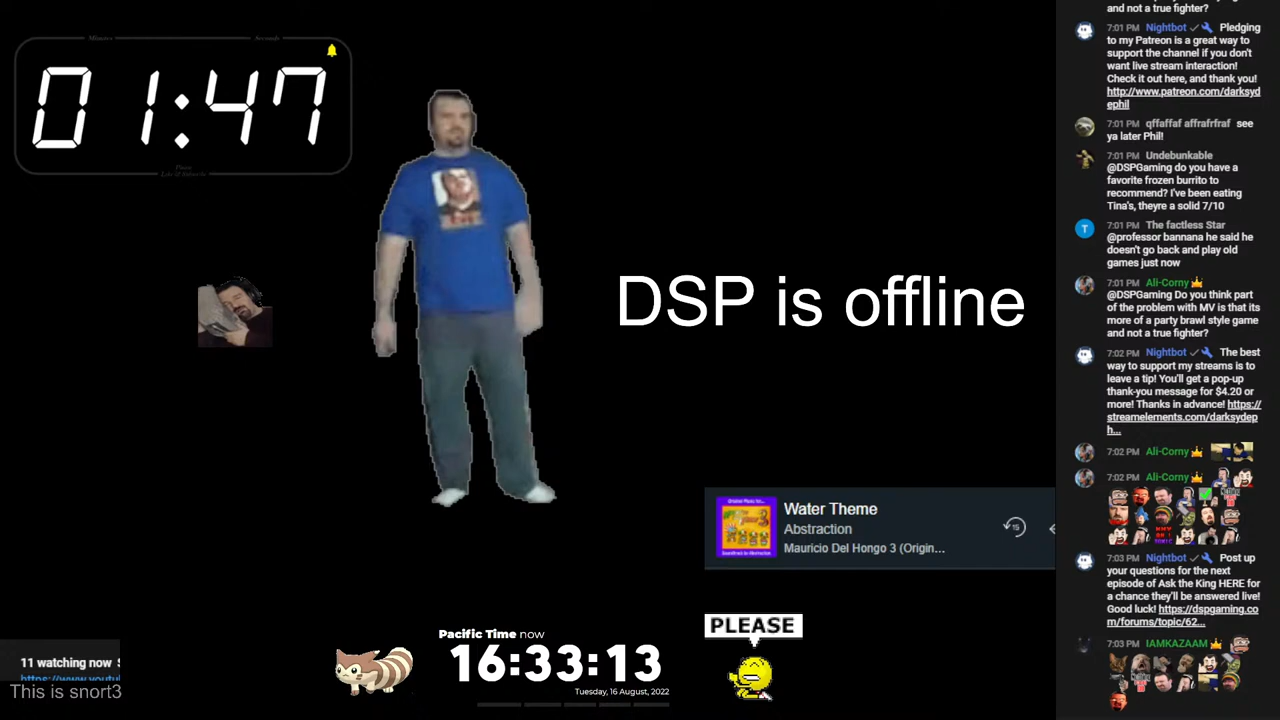 Minutes
Seconds
01:47
DSP is offline
Water Theme
Abstraction
Mauricio Del Hongo 3 (Origin...
15
PLEASE
Pacific Time now
16:33:13
Tuesday, 16 August, 2022
11 watching now
This is snort3
and not a true fighter?
7:01 PM Nightbot Pledging
to my Patreon is a great way to
support the channel if you don't
want live stream interaction!
Check it out here, and thank you!
http://www.patreon.com/darksyd
ephil
7:01 PM qffaffaf affrafrfraf see
ya later Phil!
7:01 PM Undebunkable
@DSPGaming do you have a
favorite frozen burrito to
recommend? I've been eating
Tina's, theyre a solid 7/10
T
7:01 PM The factless Star
@professor bannana he said he
doesn't go back and play old
games just now
7:01 PM Ali-Corny
@DSPGaming Do you think part
of the problem with MV is that its
more of a party brawl style game
and not a true fighter?
7:02 PM Nightbot The best
way to support my streams is to
leave a tip! You'll get a pop-up
thank-you message for $4.20 or
more! Thanks in advance! https://
streamelements.com/darksydep
h...
7:02 PM Ali-Corny
7:02 PM Ali-Corny
7:03 PM Nightbot Post up
your questions for the next
episode of Ask the King HERE for
a chance they'll be answered live!
Good luck! https://dspgaming.co
m/forums/topic/62...
7:03 PM IAMKAZAAM